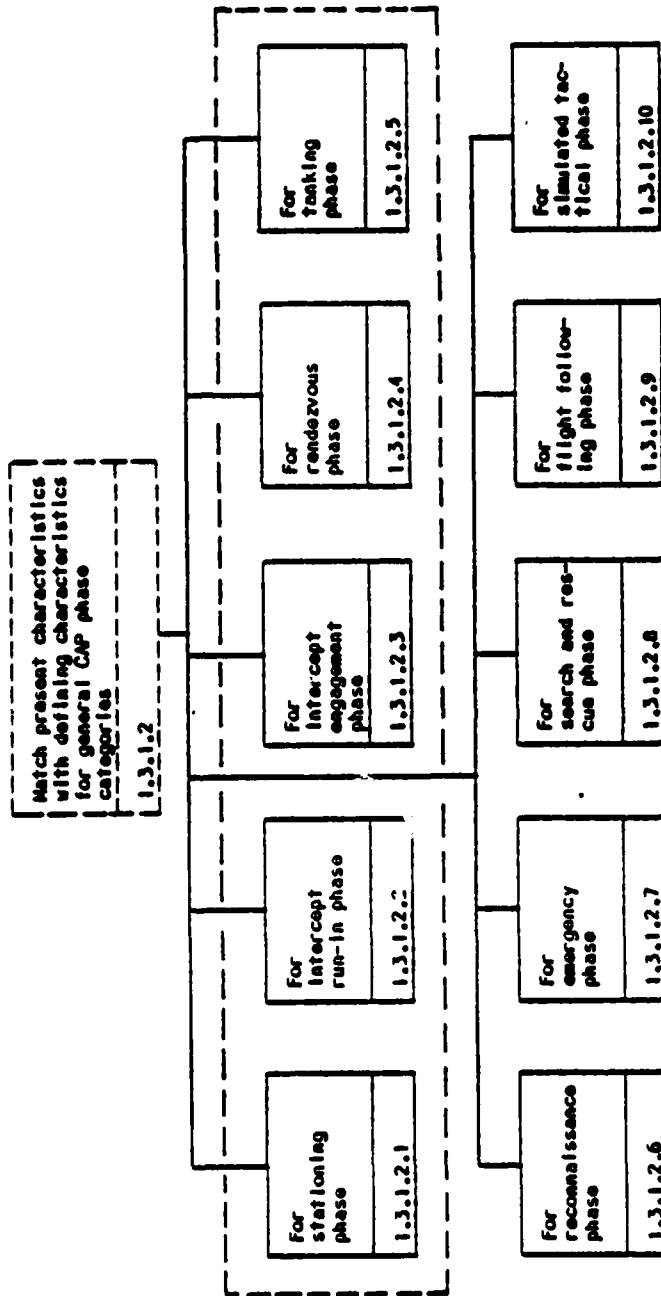 Match present characteristics
with defining characteristics
for general CAP phase
categories
1.3.1.2
For
stationing
phase
1.3.1.2.1
For
intercept
run-in phase
1.3.1.2.2
For
intercept
engagement
phase
1.3.1.2.3
For
rendezvous
phase
1.3.1.2.4
For
tanking
phase
1.3.1.2.5
For
reconnaissance
phase
1.3.1.2.6
For
emergency
phase
1.3.1.2.7
For
search and res-
cue phase
1.3.1.2.8
For
flight follow-
ing phase
1.3.1.2.9
For
simulated tac-
tical phase
1.3.1.2.10